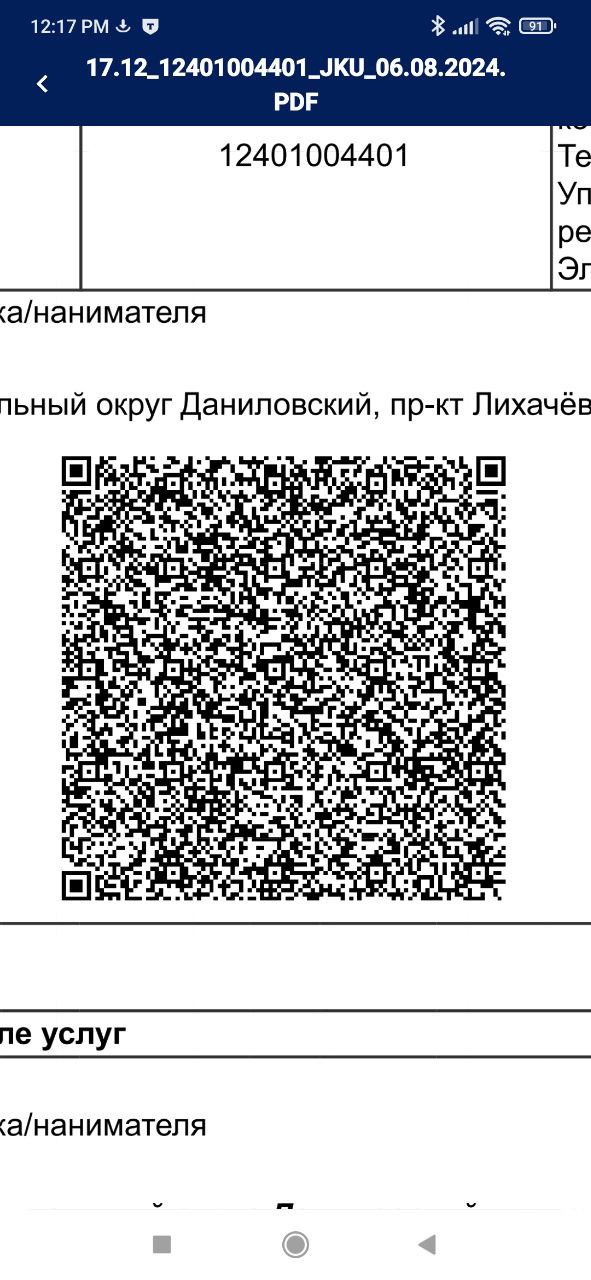 12:17 PM
91
17.12_12401004401_JKU_06.08.2024.
PDF
12401004401
Те
Уп
ре
Эл
ка/нанимателя
льный округ Даниловский, пр-кт Лихачёв
ле услуг
ка/нанимателя